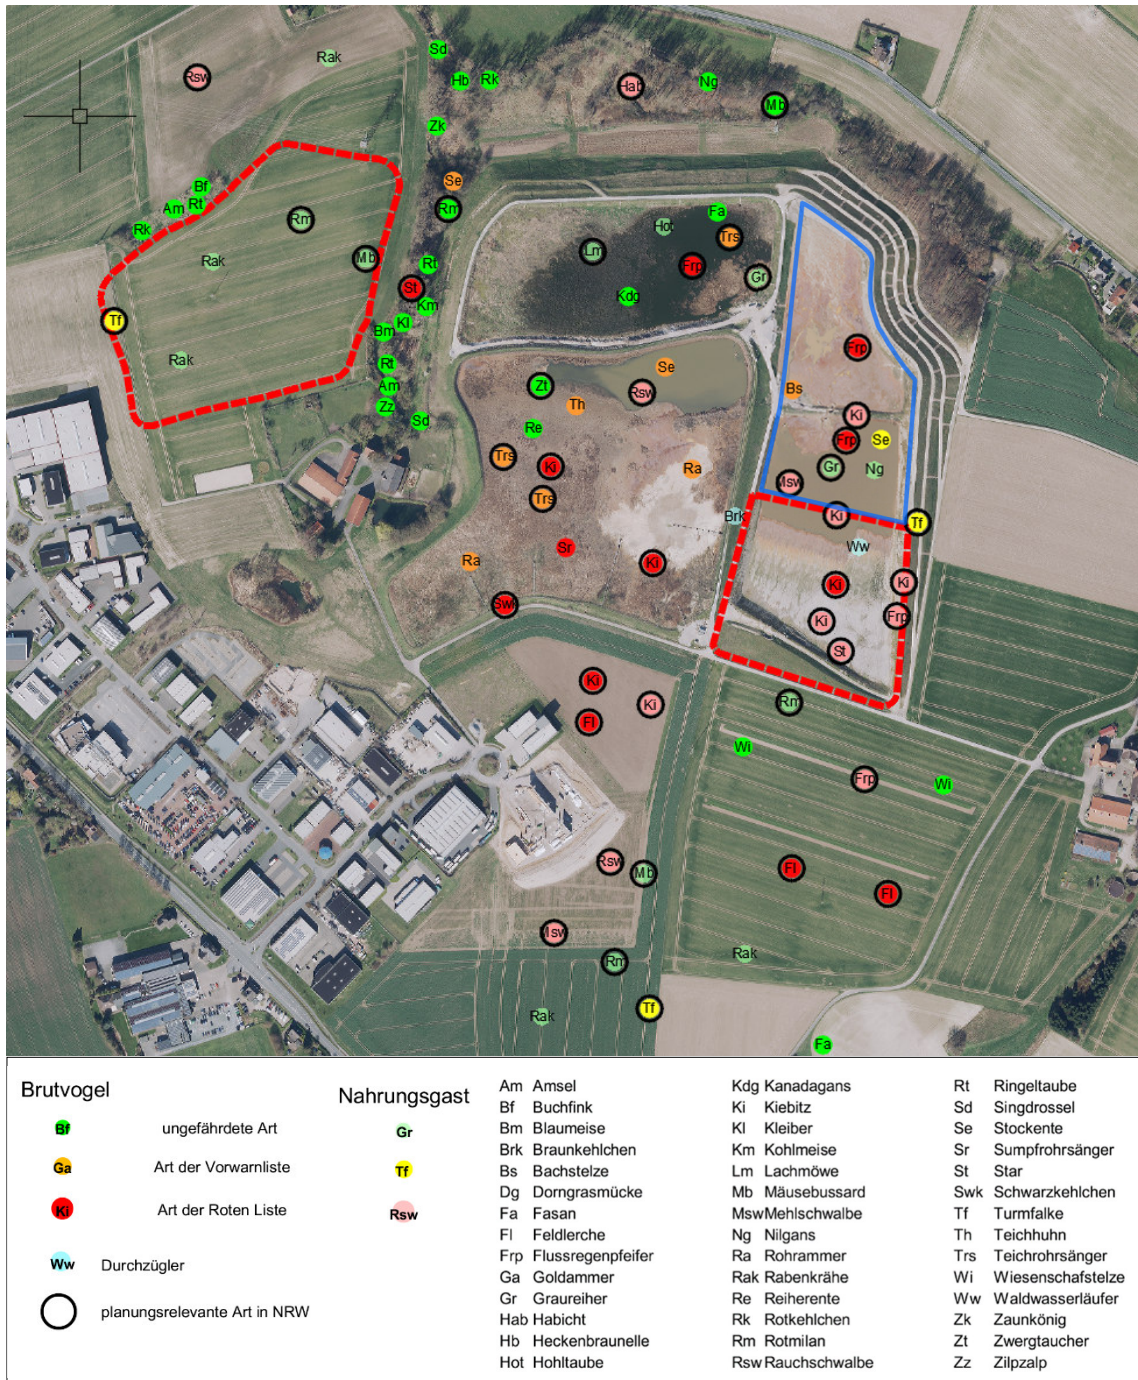 Sd
Rak
Rsw
Hb
Rk
Hab
Ng
Mb
Zk
Se
Bf
Rt
Am
Rm
Rm
Fa
Rk
Hot
Trs
Lm
Mb
Rak
Rt
Frp
Gr
St
Kdg
Km
Tf
Kl
Bm
Frp
Rak
Rt
Se
Am
Zt
Rsw
Bs
Zz
Th
Ki
Sd
Re
Frp
Se
Trs
Ki
Ra
Gr
Ng
Msw
Trs
Brk
Ki
Tf
Sr
Ww
Ra
Ki
Ki
Ki
Swk
Frp
Ki
St
Ki
Rm
Ki
Fl
Wi
Frp
Wi
Rsw
Mb
Fl
Fl
Msw
Rak
Rm
Tf
Rak
Fa
Brutvogel
Nahrungsgast
Bf ungefährdete Art Gr
Ga Art der Vorwarnliste Tf
Ki Art der Roten Liste Rsw
Ww Durchzügler
planungsrelevante Art in NRW
Am Amsel
Bf Buchfink
Bm Blaumeise
Brk Braunkehlchen
Bs Bachstelze
Dg Dorngrasmücke
Fa Fasan
Fl Feldlerche
Frp Flussregenpfeifer
Ga Goldammer
Gr Graureiher
Hab Habicht
Hb Heckenbraunelle
Hot Hohltaube
Kdg Kanadagans
Ki Kiebitz
Kl Kleiber
Km Kohlmeise
Lm Lachmöwe
Mb Mäusebussard
Msw Mehlschwalbe
Ng Nilgans
Ra Rohrammer
Rak Rabenkrähe
Re Reiherente
Rk Rotkehlchen
Rm Rotmilan
Rsw Rauchschwalbe
Rt Ringeltaube
Sd Singdrossel
Se Stockente
Sr Sumpfrohrsänger
St Star
Swk Schwarzkehlchen
Tf Turmfalke
Th Teichhuhn
Trs Teichrohrsänger
Wi Wiesenschafstelze
Ww Waldwasserläufer
Zk Zaunkönig
Zt Zwergtaucher
Zz Zilpzalp